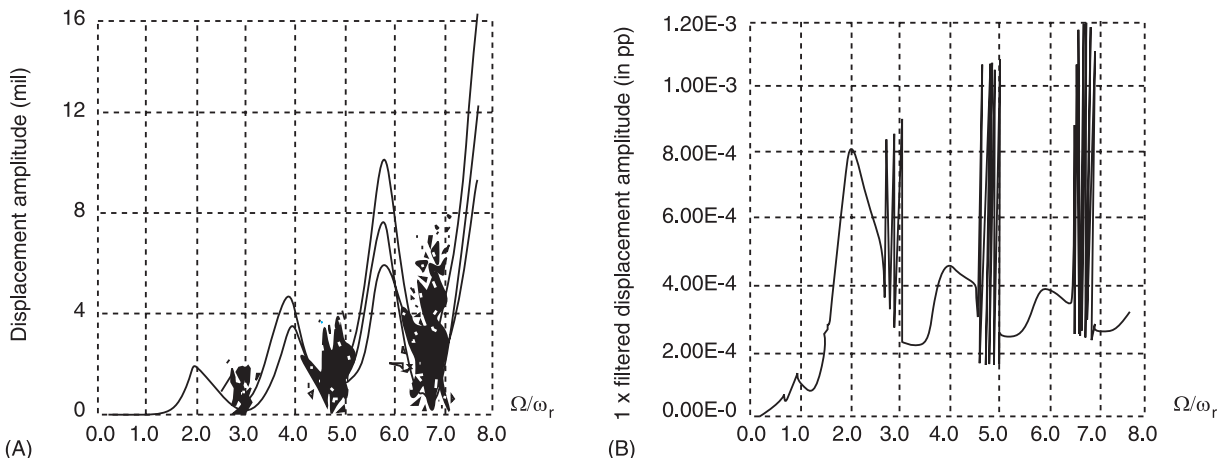 Displacement amplitude (mil)
16
12
8
4
0
0.0 1.0 2.0 3.0 4.0 5.0 6.0 7.0 8.0
Ω/ωr
(A)
1 x filtered displacement amplitude (in pp)
1.20E-3
1.00E-3
8.00E-4
6.00E-4
4.00E-4
2.00E-4
0.00E-0
0.0 1.0 2.0 3.0 4.0 5.0 6.0 7.0 8.0
Ω/ωr
(B)